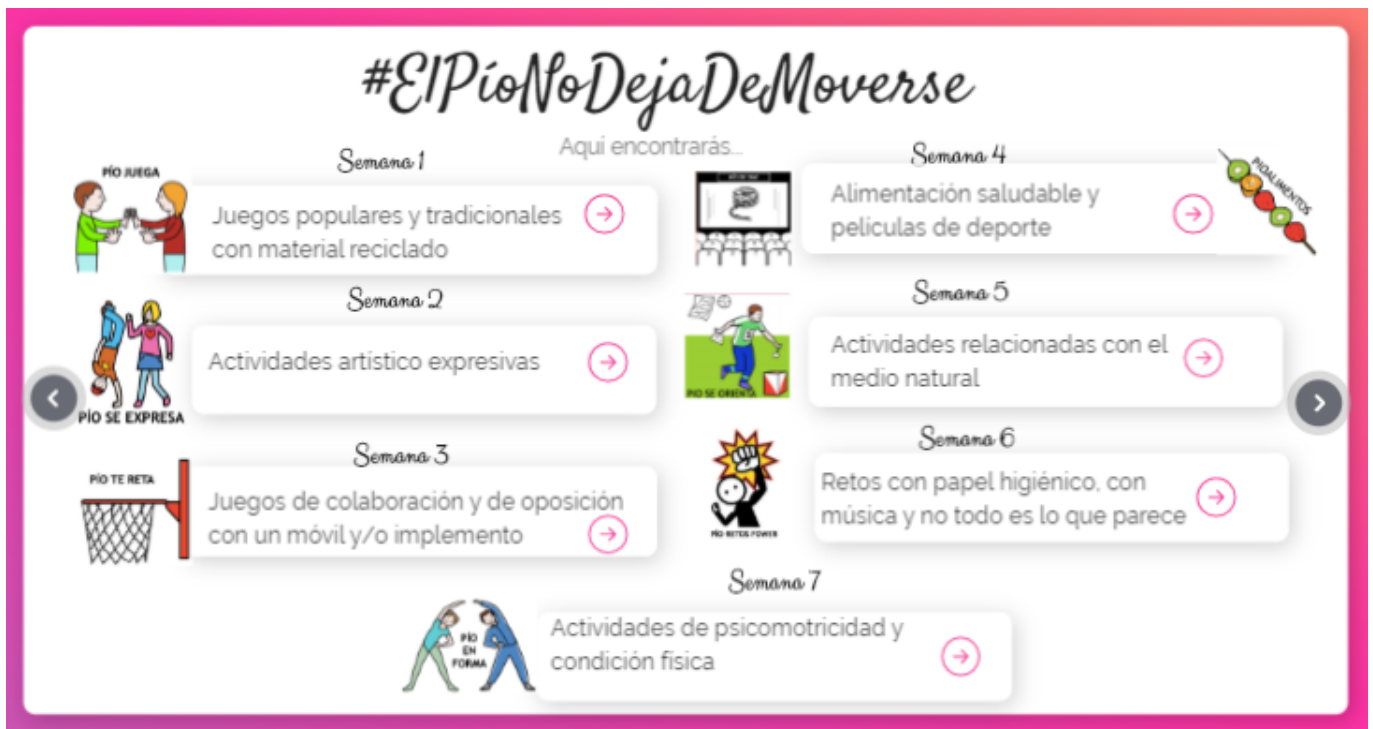 #ElPíoNoDejaDeMoverse
Aquí encontrarás...
Semana 1
PÍO JUEGA
Juegos populares y tradicionales
con material reciclado
Semana 2
PÍO SE EXPRESA
Actividades artístico expresivas
Semana 3
PÍO TE RETA
Juegos de colaboración y de oposición
con un móvil y/o implemento
Semana 4
Alimentación saludable y
películas de deporte
PIOALIMENTOS
Semana 5
PIO SE ORIENTA
Actividades relacionadas con el
medio natural
Semana 6
PIO RETOS POWER
Retos con papel higiénico, con
música y no todo es lo que parece
Semana 7
PÍO
EN
FORMA
Actividades de psicomotricidad y
condición física